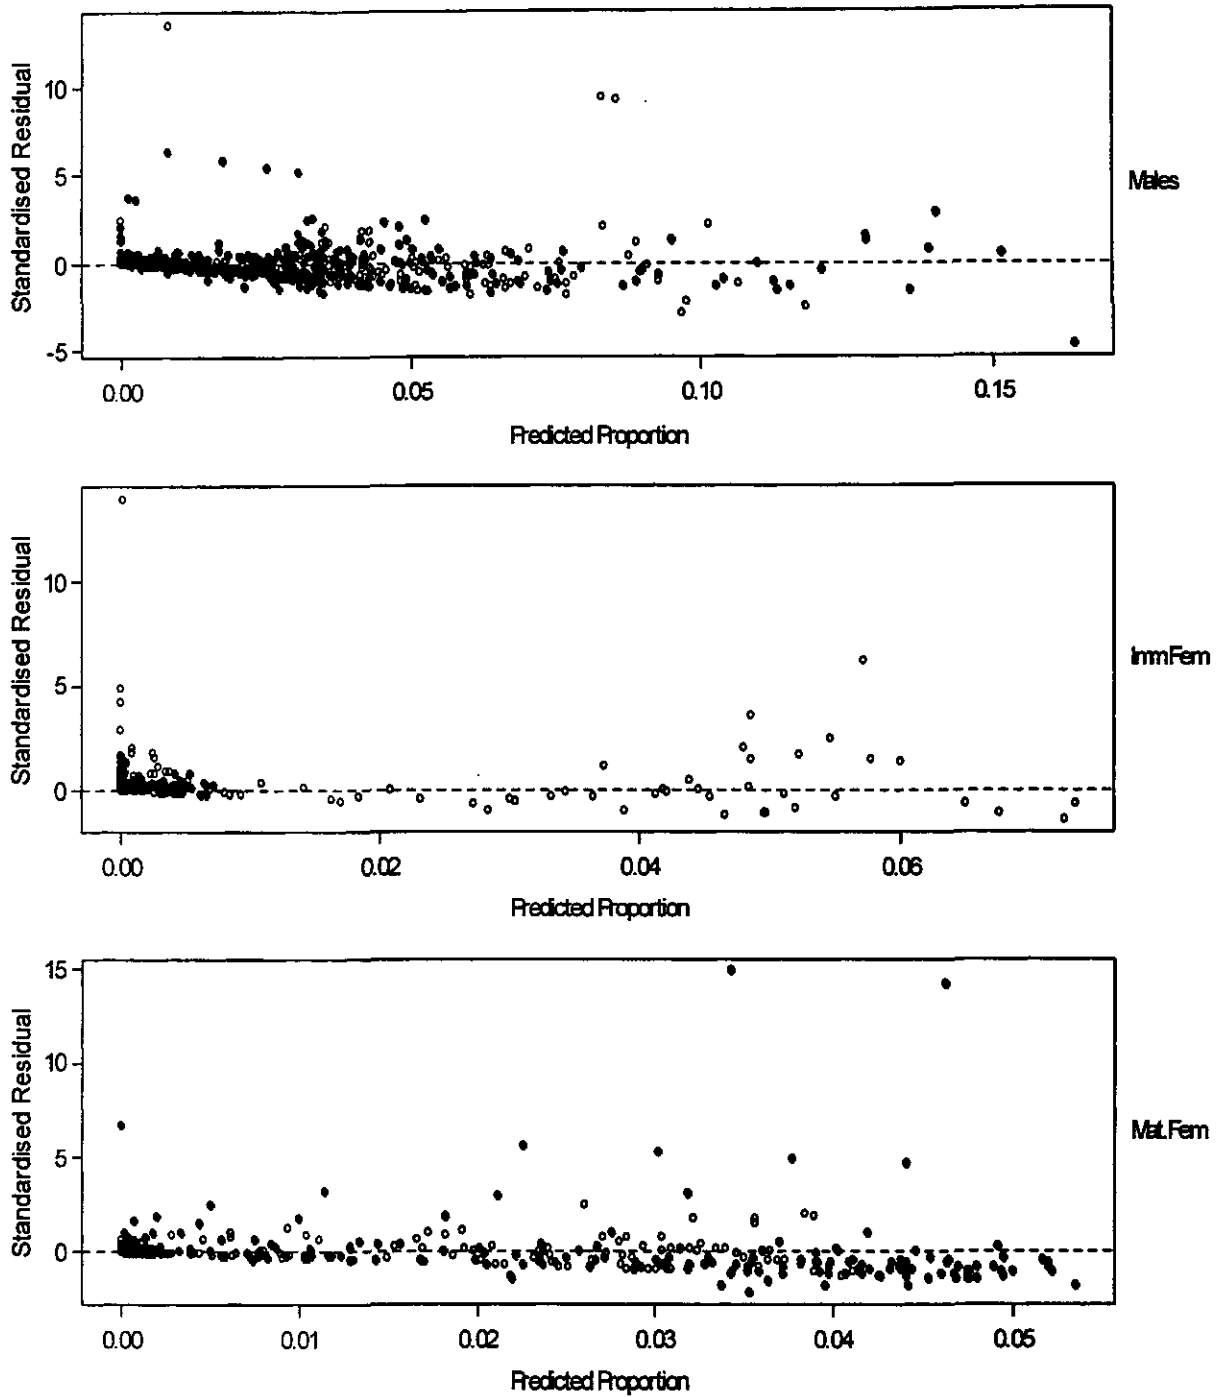 Standardised Residual
10
5
0
-5
0.00 0.05 0.10 0.15
Predicted Proportion
Males
Standardised Residual
10
5
0
0.00 0.02 0.04 0.06
Predicted Proportion
Imm Fem
Standardised Residual
15
10
5
0
0.00 0.01 0.02 0.03 0.04 0.05
Predicted Proportion
Mat. Fem